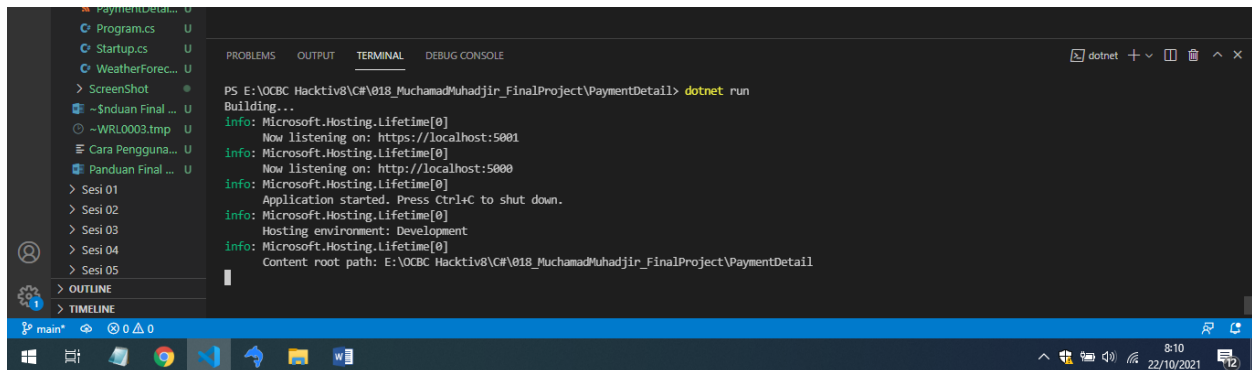 PaymentDetai... U
Program.cs U
Startup.cs U
WeatherForec... U
> ScreenShot
~$nduan Final ... U
~WRL0003.tmp U
Cara Pengguna... U
Panduan Final ... U
> Sesi 01
> Sesi 02
> Sesi 03
> Sesi 04
> Sesi 05
> OUTLINE
> TIMELINE
PROBLEMS OUTPUT TERMINAL DEBUG CONSOLE
dotnet
PS E:\OCBC Hacktiv8\C#\018_MuchamadMuhadjir_FinalProject\PaymentDetail> dotnet run
Building...
info: Microsoft.Hosting.Lifetime[0]
Now listening on: https://localhost:5001
info: Microsoft.Hosting.Lifetime[0]
Now listening on: http://localhost:5000
info: Microsoft.Hosting.Lifetime[0]
Application started. Press Ctrl+C to shut down.
info: Microsoft.Hosting.Lifetime[0]
Hosting environment: Development
info: Microsoft.Hosting.Lifetime[0]
Content root path: E:\OCBC Hacktiv8\C#\018_MuchamadMuhadjir_FinalProject\PaymentDetail
1
main* 0 0
8:10
22/10/2021
12